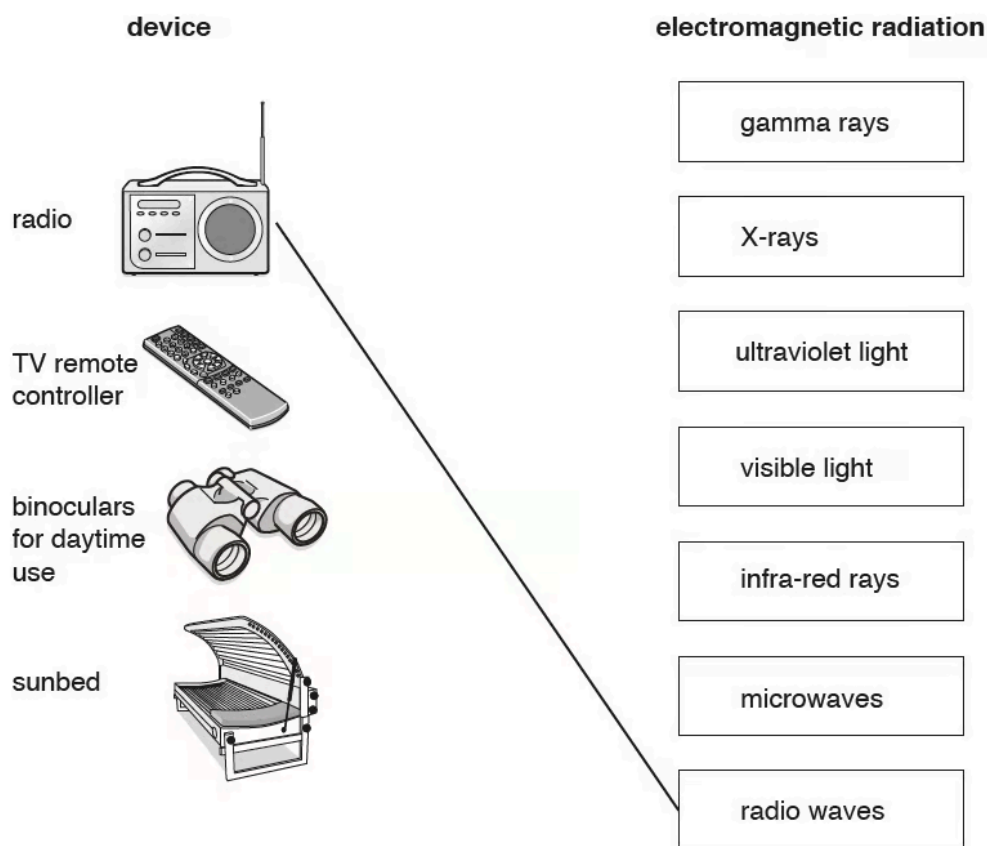 device
electromagnetic radiation
gamma rays
radio
X-rays
TV remote
controller
ultraviolet light
binoculars
for daytime
use
visible light
infra-red rays
sunbed
microwaves
radio waves